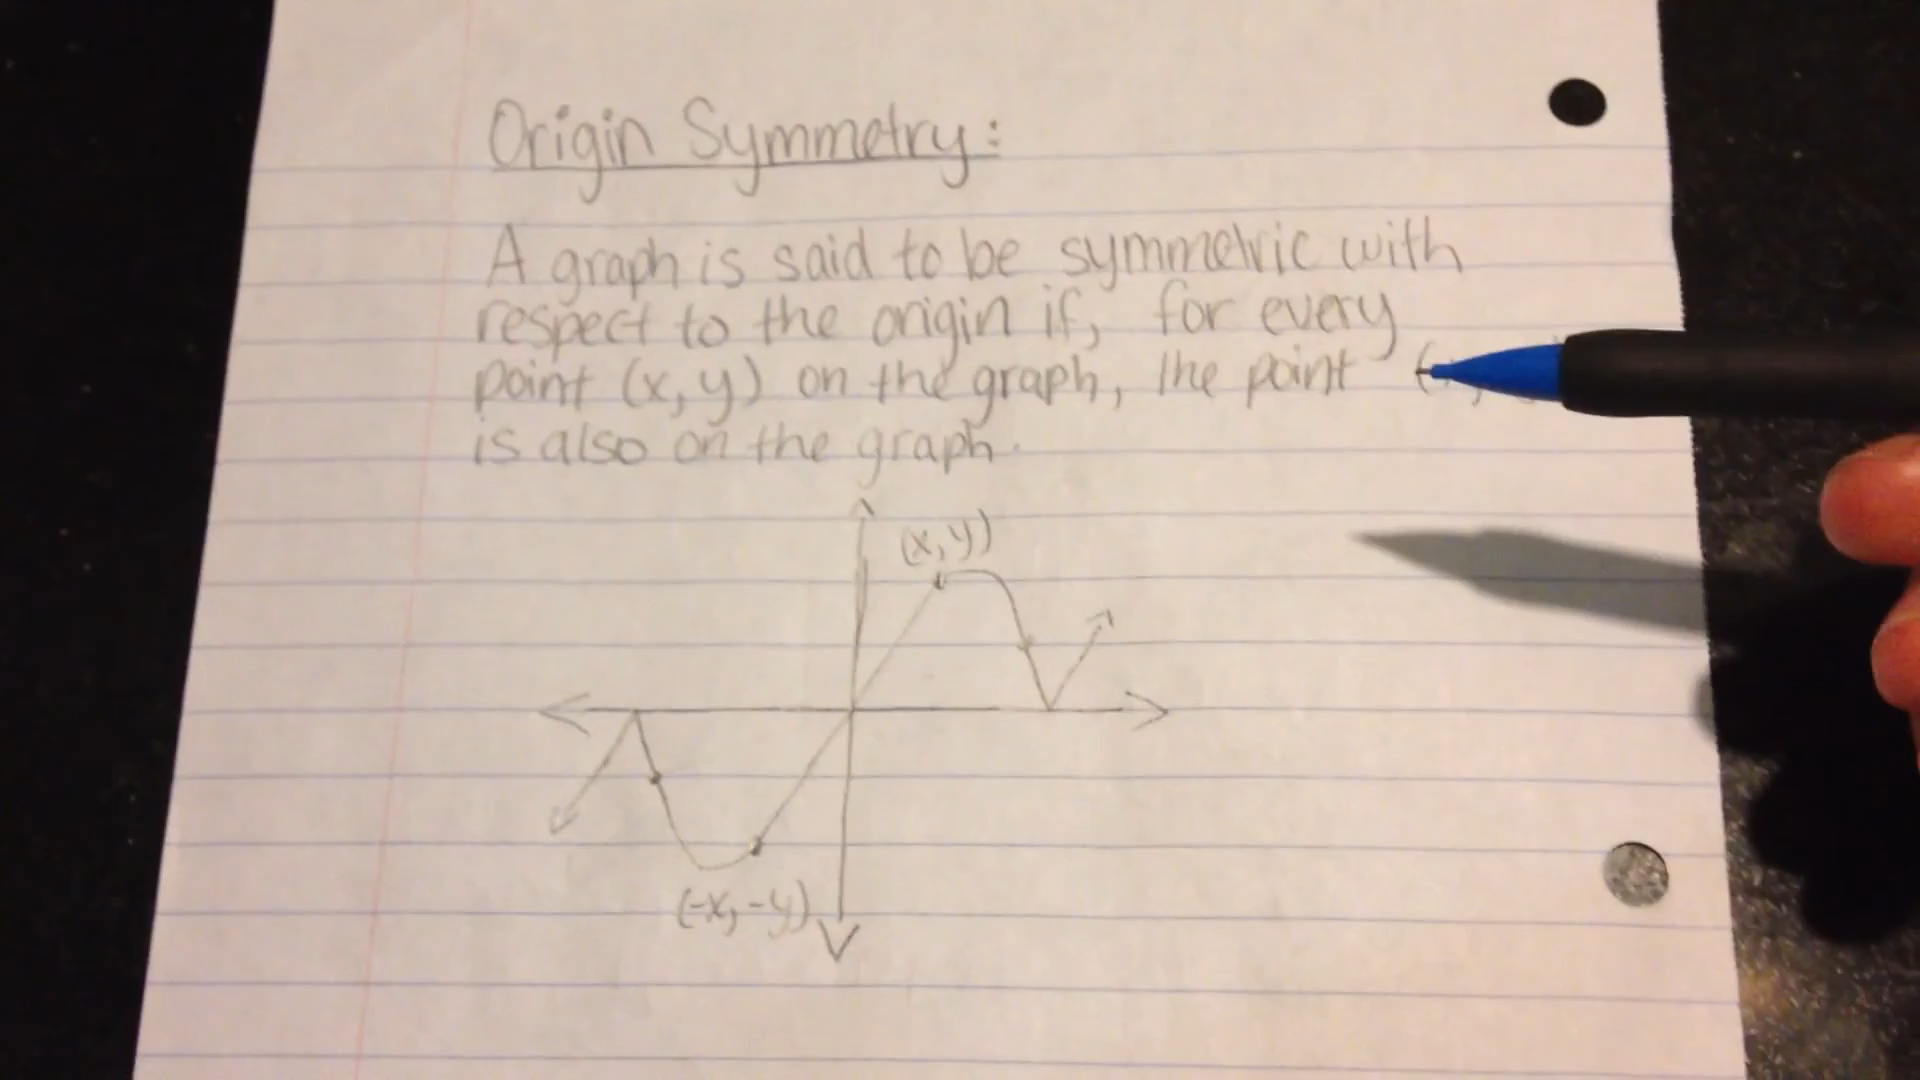 Origin Symmetry:
A graph is said to be symmetric with
respect to the origin if, for every
point (x, y) on the graph, the point
is also on the graph.
(x, y)
(-x, -y)